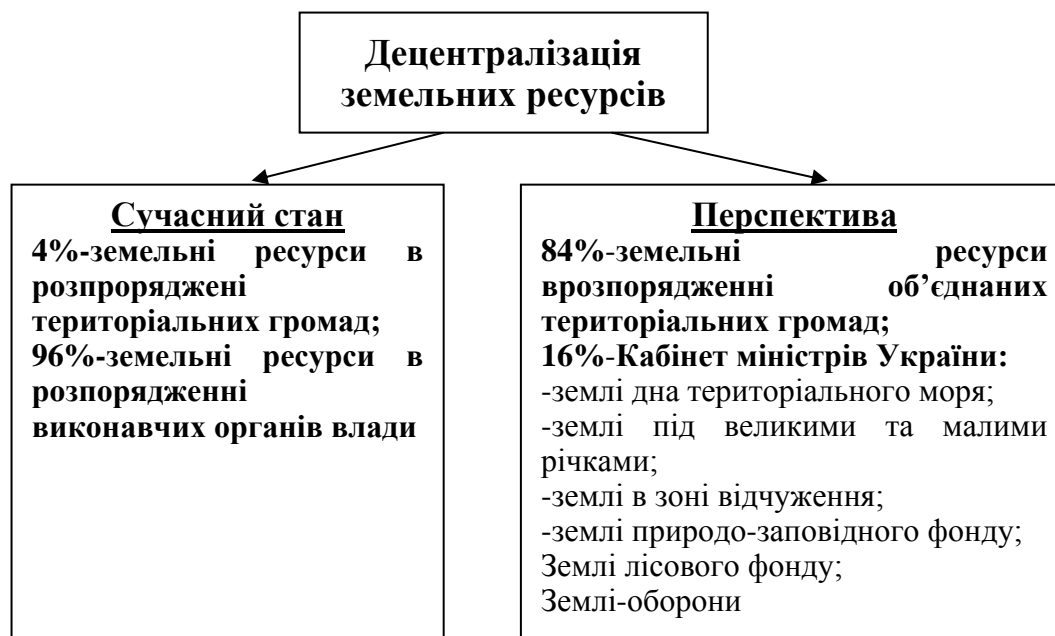 Децентралізація
земельних ресурсів
Сучасний стан
4%-земельні ресурси в
розпроряджені
територіальних громад;
96%-земельні ресурси в
розпорядженні
виконавчих органів влади
Перспектива
84%-земельні ресурси
врозпорядженні об’єднаних
територіальних громад;
16%-Кабінет міністрів України:
-землі дна територіального моря;
-землі під великими та малими
річками;
-землі в зоні відчуження;
-землі природо-заповідного фонду;
Землі лісового фонду;
Землі-оборони